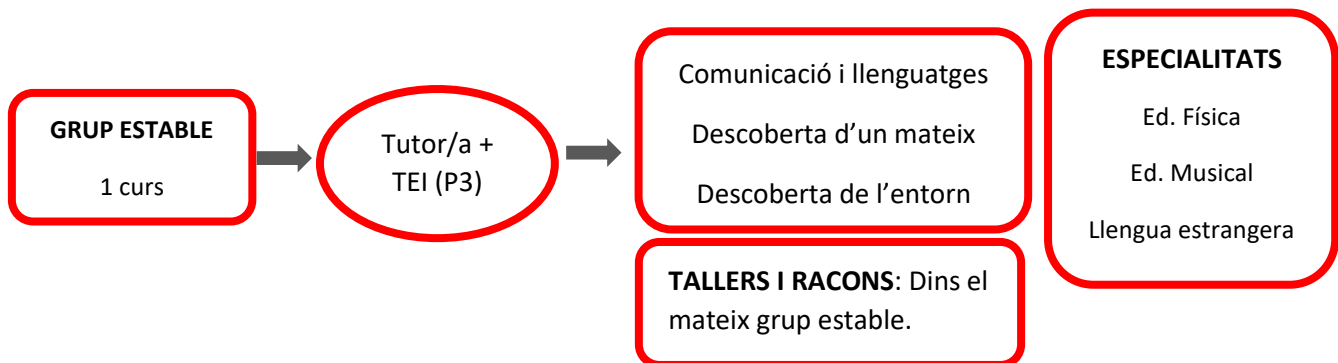 GRUP ESTABLE
1 curs
Tutor/a +
TEI (P3)
Comunicació i llenguatges
Descoberta d’un mateix
Descoberta de l’entorn
TALLERS I RACONS: Dins el
mateix grup estable.
ESPECIALITATS
Ed. Física
Ed. Musical
Llengua estrangera